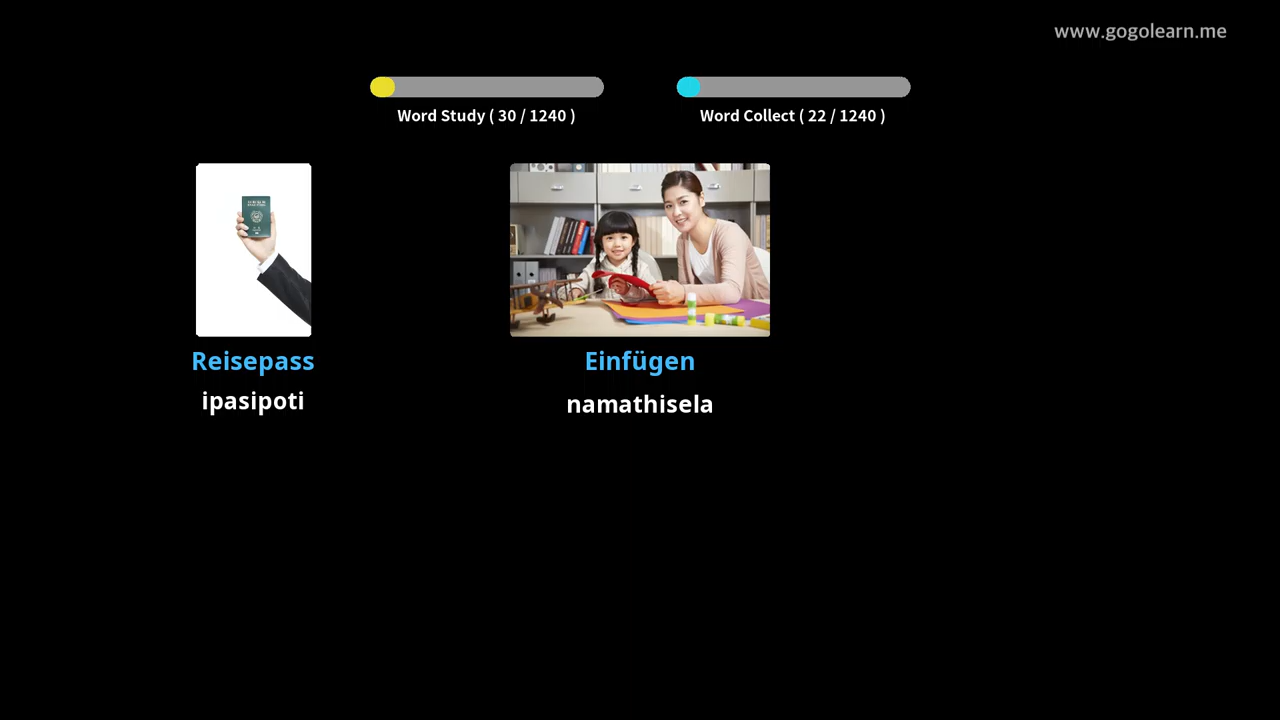 www.gogolearn.me
Word Study ( 30 / 1240 )
Word Collect ( 22 / 1240 )
Reisepass
Einfügen
ipasipoti
namathisela